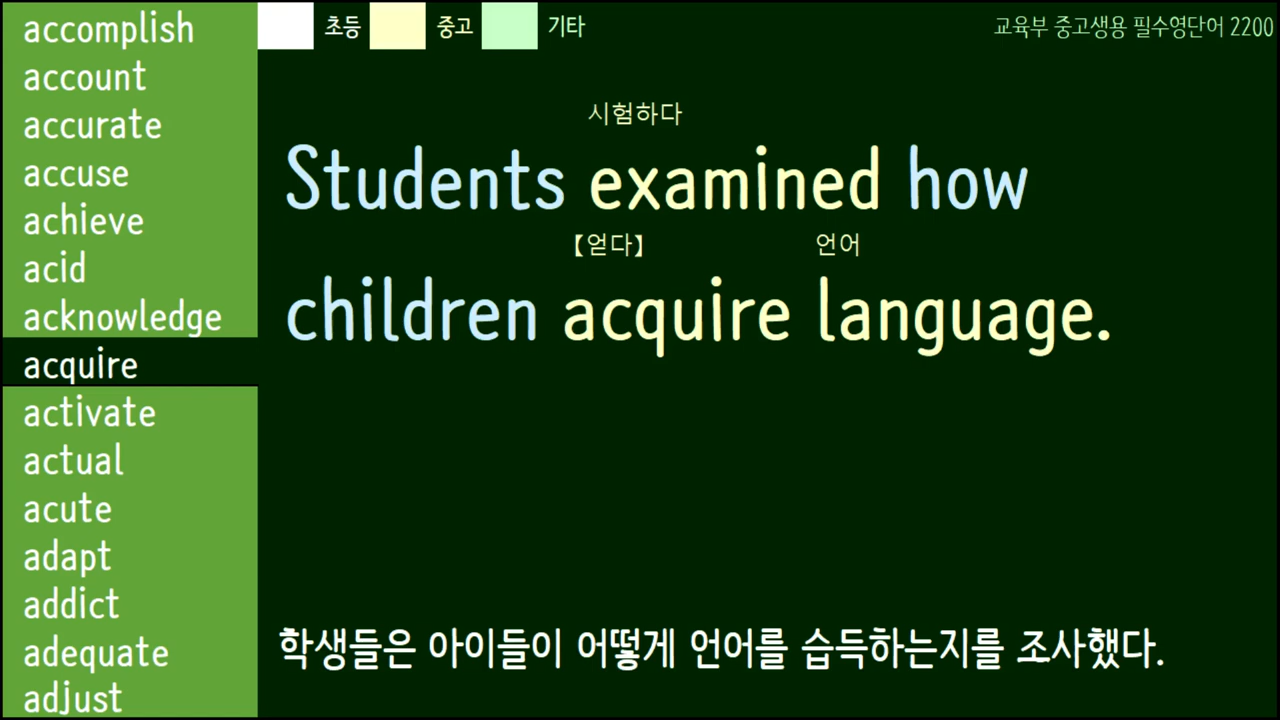 accomplish
account
accurate
accuse
achieve
acid
acknowledge
acquire
activate
actual
acute
adapt
addict
adequate
adjust
초등 중고 기타
교육부 중고생용 필수영단어 2200
시험하다
Students examined how
【얻다】 언어
children acquire language.
학생들은 아이들이 어떻게 언어를 습득하는지를 조사했다.